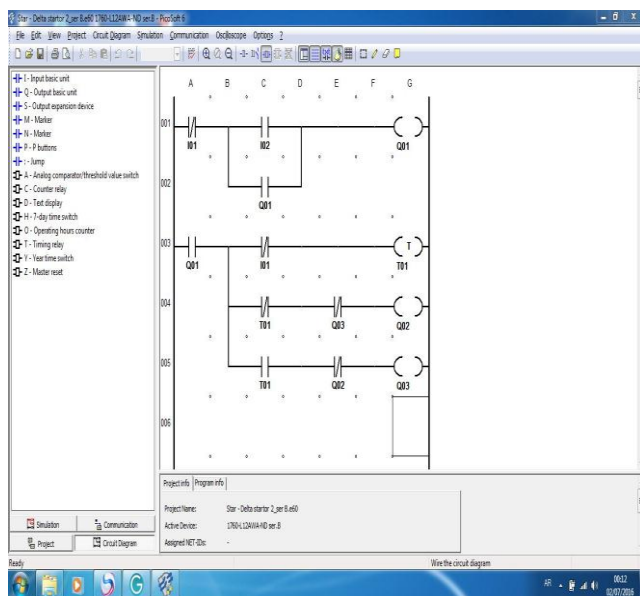 Star - Delta startor 2_ser B.e60 1760-L12AWA-ND ser.B - PicoSoft 6
File Edit View Project Circuit Diagram Simulation Communication Oscilloscope Options ?
I - Input basic unit
Q - Output basic unit
S - Output expansion device
M - Marker
N - Marker
P - P buttons
: - Jump
A - Analog comparator/threshold value switch
C - Counter relay
D - Text display
H - 7-day time switch
O - Operating hours counter
T - Timing relay
Y - Year time switch
Z - Master reset
Simulation Communication
Project Circuit Diagram
A B C D E F G
001
I01 I02 Q01
002
Q01
003
T
Q01 I01 T01
004
T01 Q03 Q02
005
T01 Q02 Q03
006
Project info Program info
Project Name: Star - Delta startor 2_ser B.e60
Active Device: 1760-L12AWA-ND ser.B
Assigned NET-IDs: -
Ready Wire the circuit diagram
AR 00:12
02/07/2016